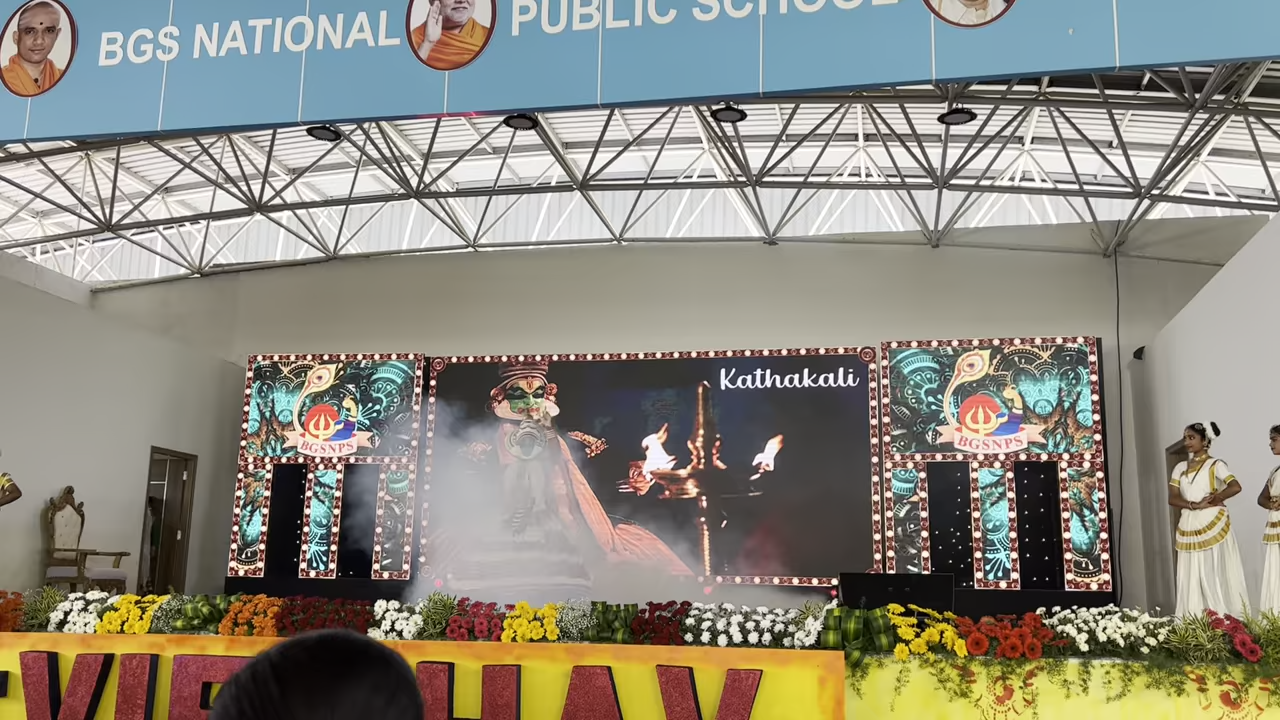 BGS NATIONAL PUBLIC SCHOOL
Kathakali
BGSNPS
BGSNPS